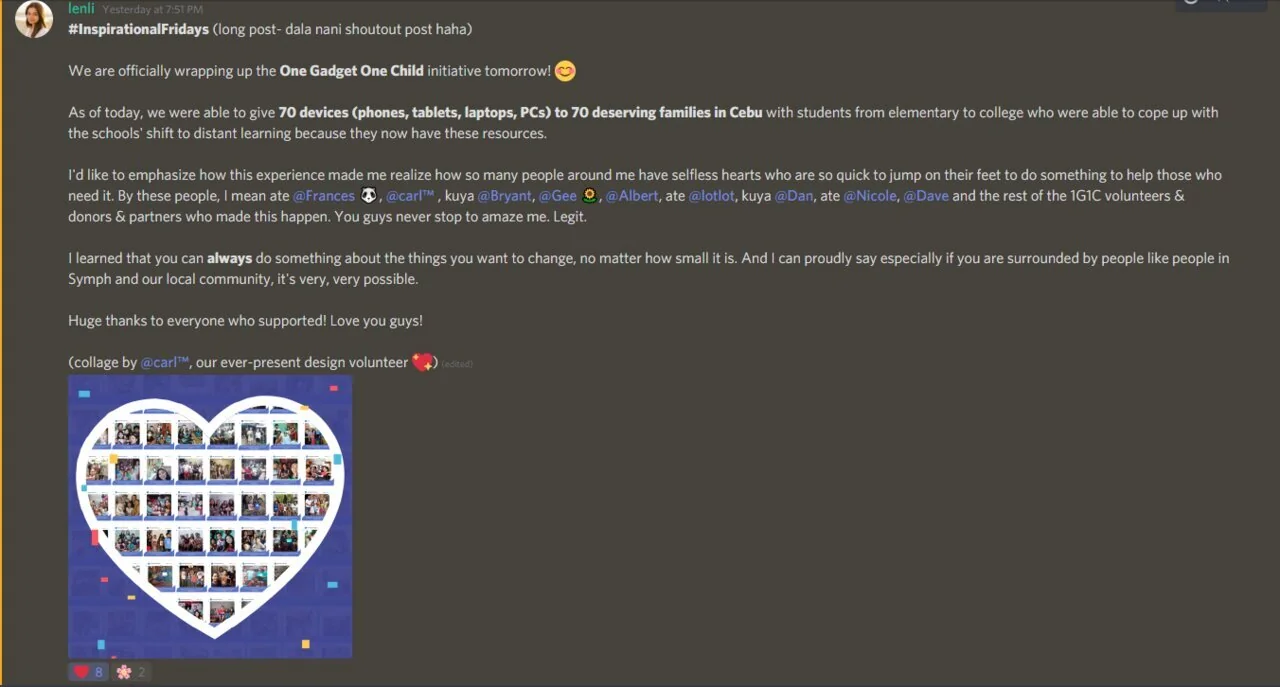 lenli Yesterday at 7:51 PM
#InspirationalFridays (long post- dala nani shoutout post haha)
We are officially wrapping up the One Gadget One Child initiative tomorrow! 😊
As of today, we were able to give 70 devices (phones, tablets, laptops, PCs) to 70 deserving families in Cebu with students from elementary to college who were able to cope up with
the schools' shift to distant learning because they now have these resources.
I'd like to emphasize how this experience made me realize how so many people around me have selfless hearts who are so quick to jump on their feet to do something to help those who
need it. By these people, I mean ate @Frances 🐼, @carl™ , kuya @Bryant, @Gee 🌻, @Albert, ate @lotlot, kuya @Dan, ate @Nicole, @Dave and the rest of the 1G1C volunteers &
donors & partners who made this happen. You guys never stop to amaze me. Legit.
I learned that you can always do something about the things you want to change, no matter how small it is. And I can proudly say especially if you are surrounded by people like people in
Symph and our local community, it's very, very possible.
Huge thanks to everyone who supported! Love you guys!
(collage by @carl™, our ever-present design volunteer 💖) (edited)
❤️ 8 🌸 2